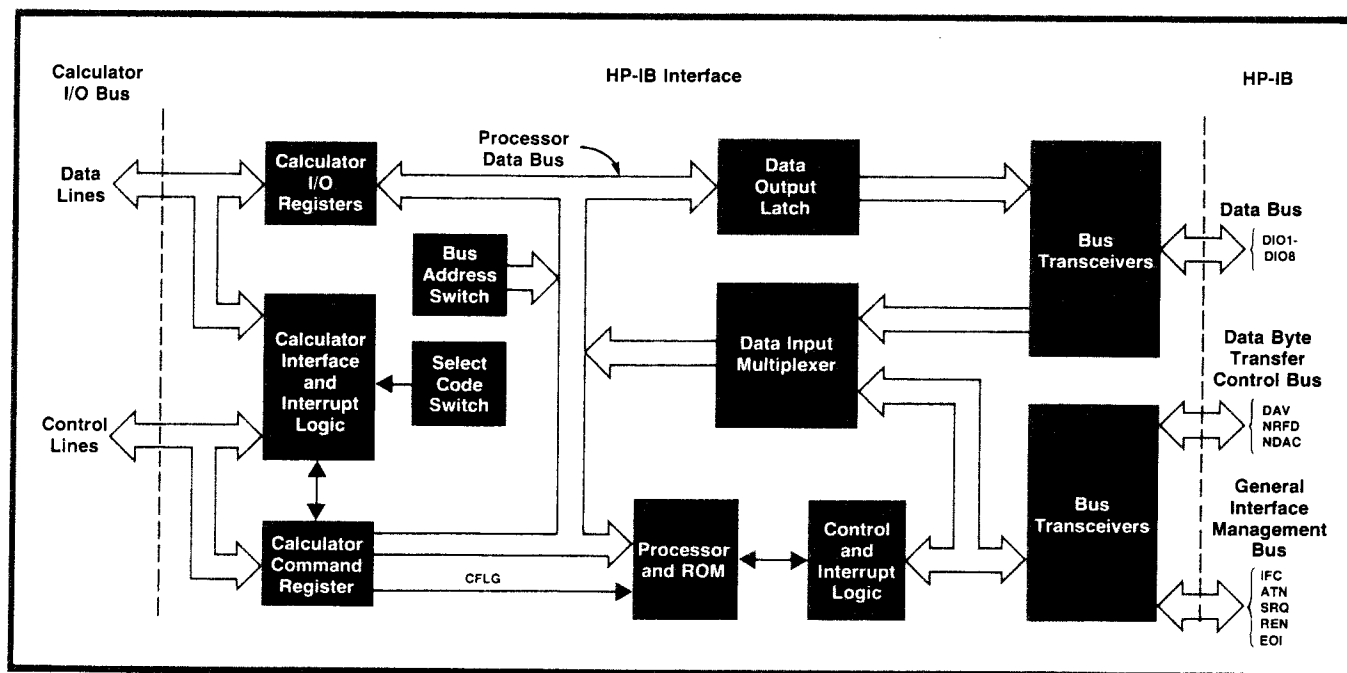 Calculator
I/O Bus
HP-IB Interface
HP-IB
Data
Lines
Calculator
I/O
Registers
Processor
Data Bus
Data
Output
Latch
Bus
Transceivers
Data Bus
DIO1-
DIO8
Bus
Address
Switch
Calculator
Interface
and
Interrupt
Logic
Select
Code
Switch
Data Input
Multiplexer
Data Byte
Transfer
Control Bus
DAV
NRFD
NDAC
Control
Lines
Calculator
Command
Register
CFLG
Processor
and ROM
Control
and
Interrupt
Logic
Bus
Transceivers
General
Interface
Management
Bus
IFC
ATN
SRQ
REN
EOI